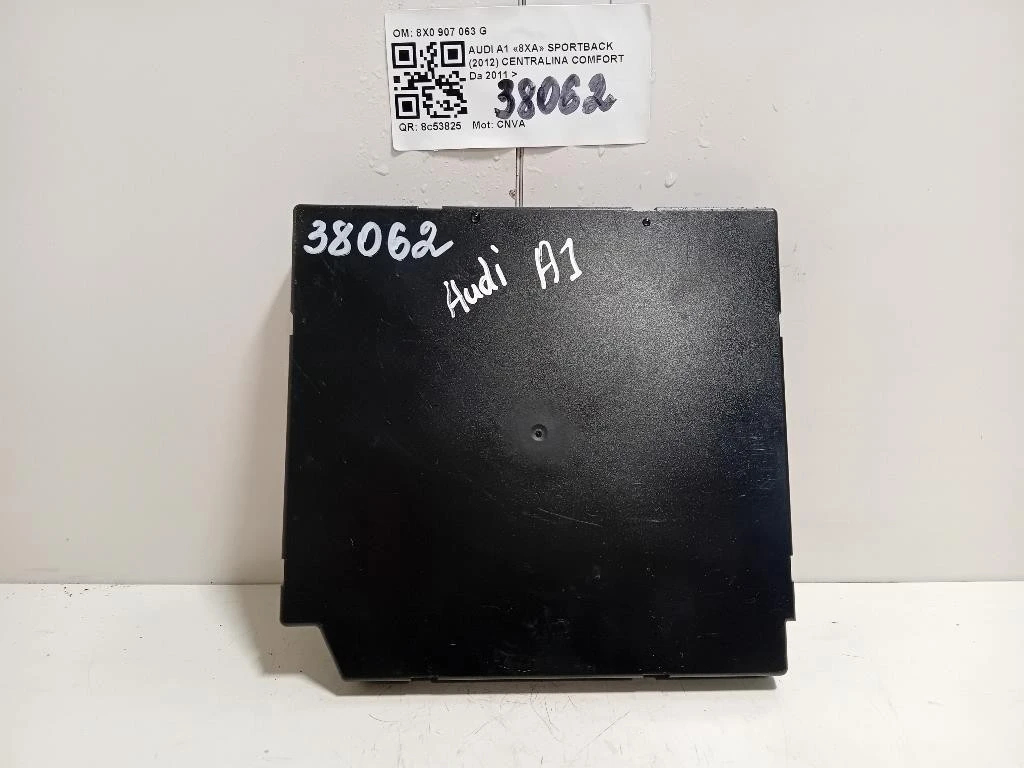 OM: 8X0 907 063 G
AUDI A1 «8XA» SPORTBACK
(2012) CENTRALINA COMFORT
Da 2011 >
38062
QR: 8c53825 Mot: CNVA
38062
Audi A1